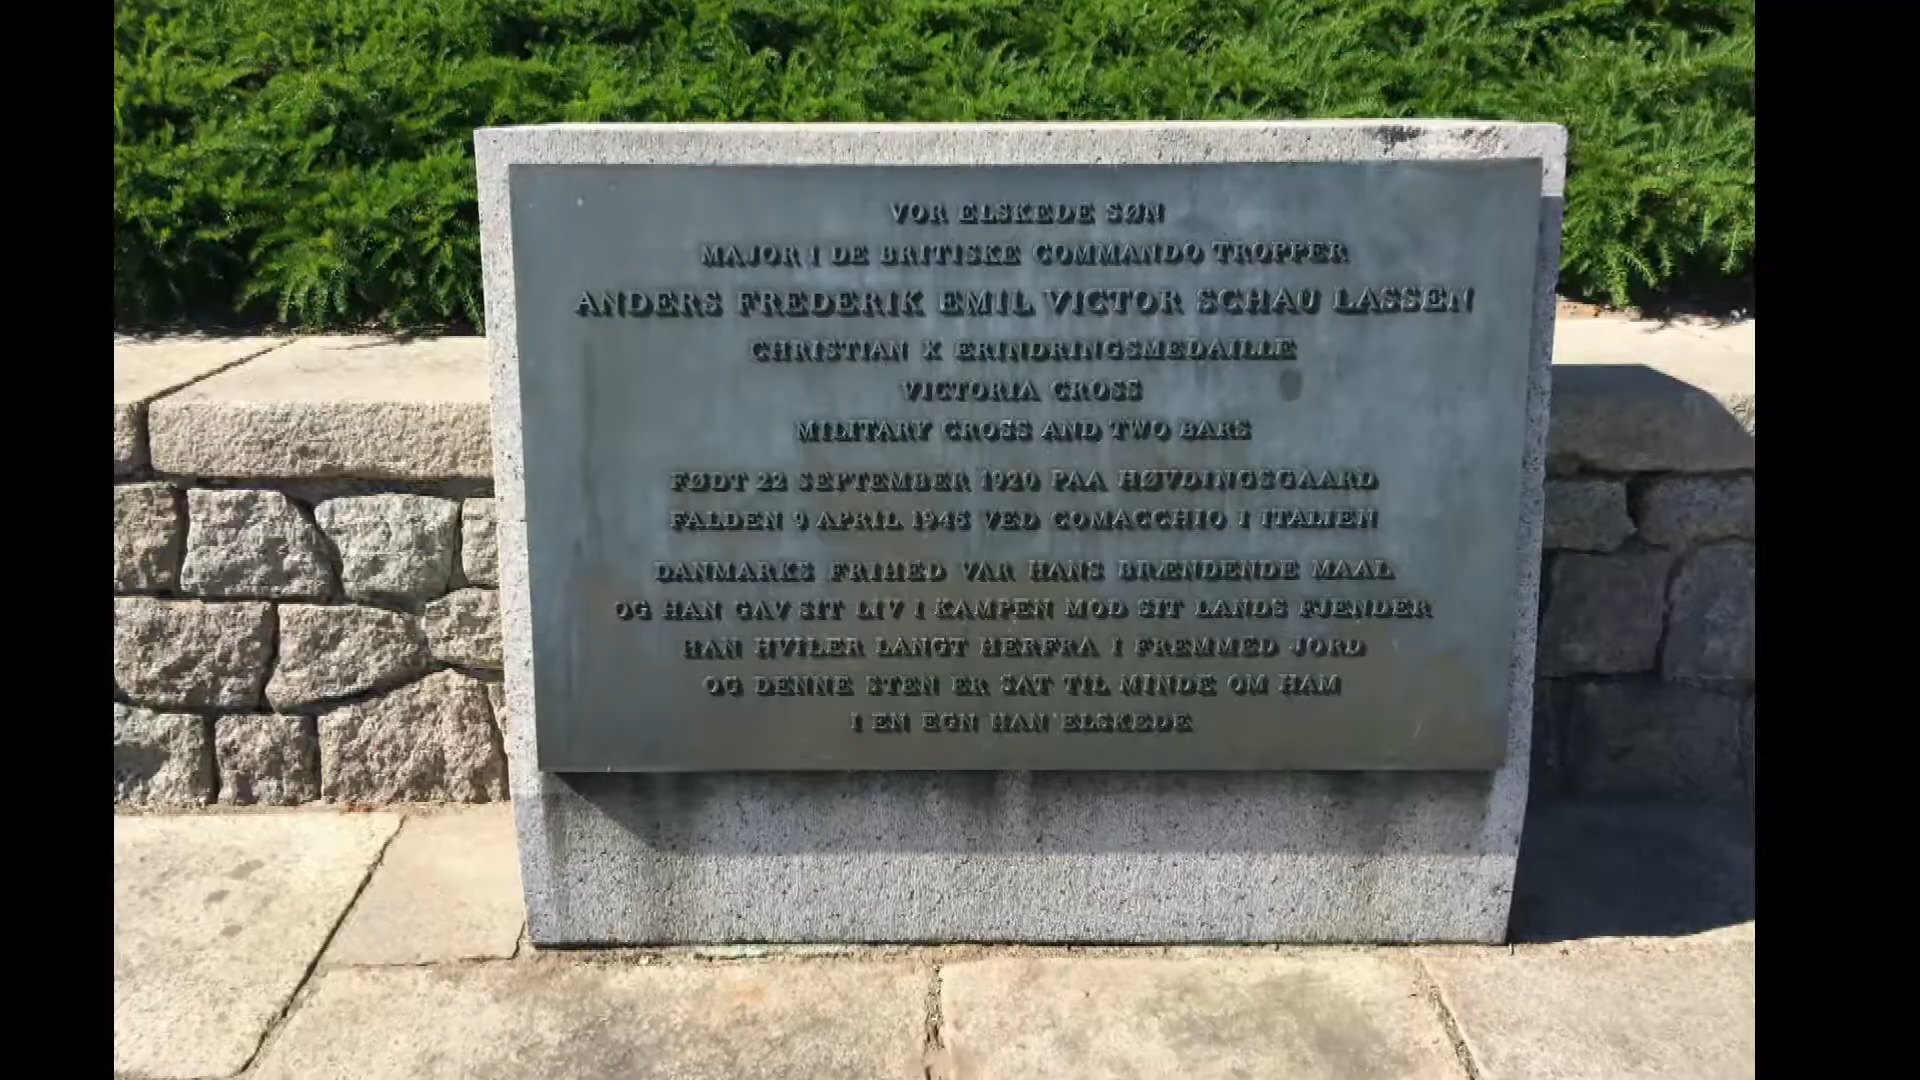 VOR ELSKEDE SØN
MAJOR I DE BRITISKE COMMANDO TROPPER
ANDERS FREDERIK EMIL VICTOR SCHAU LASSEN
CHRISTIAN X ERINDRINGSMEDAILLE
VICTORIA CROSS
MILITARY CROSS AND TWO BARS
FØDT 22 SEPTEMBER 1920 PAA HØVDINGSGAARD
FALDEN 9 APRIL 1945 VED COMACCHIO I ITALIEN
DANMARKS FRIHED VAR HANS BRÆNDENDE MAAL
OG HAN GAV SIT LIV I KAMPEN MOD SIT LANDS FJENDER
HAN HVILER LANGT HERFRA I FREMMED JORD
OG DENNE STEN ER SAT TIL MINDE OM HAM
I EN EGN HAN ELSKEDE